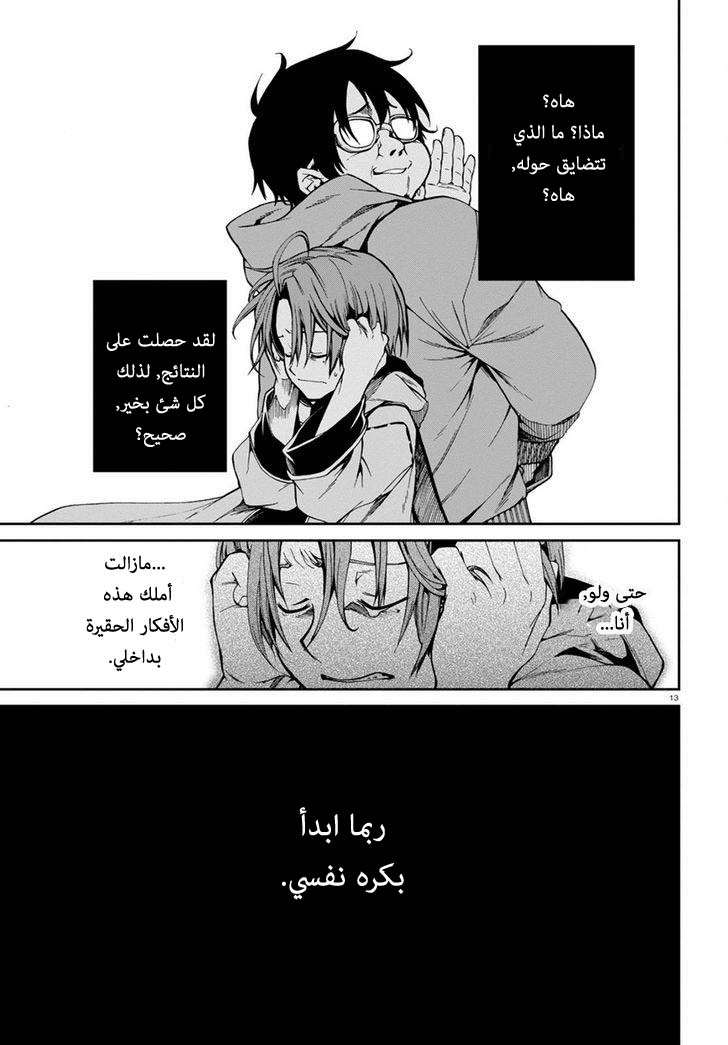 هاه؟
ماذا؟ ما الذي
تتضايق حوله,
هاه؟
لقد حصلت على
النتائج, لذلك
كل شئ بخير,
صحيح؟
حتى ولو,
أنا...
...مازالت
أملك هذه
الأفكار الحقيرة
بداخلي.
13
ربما ابدأ
بكره نفسي.